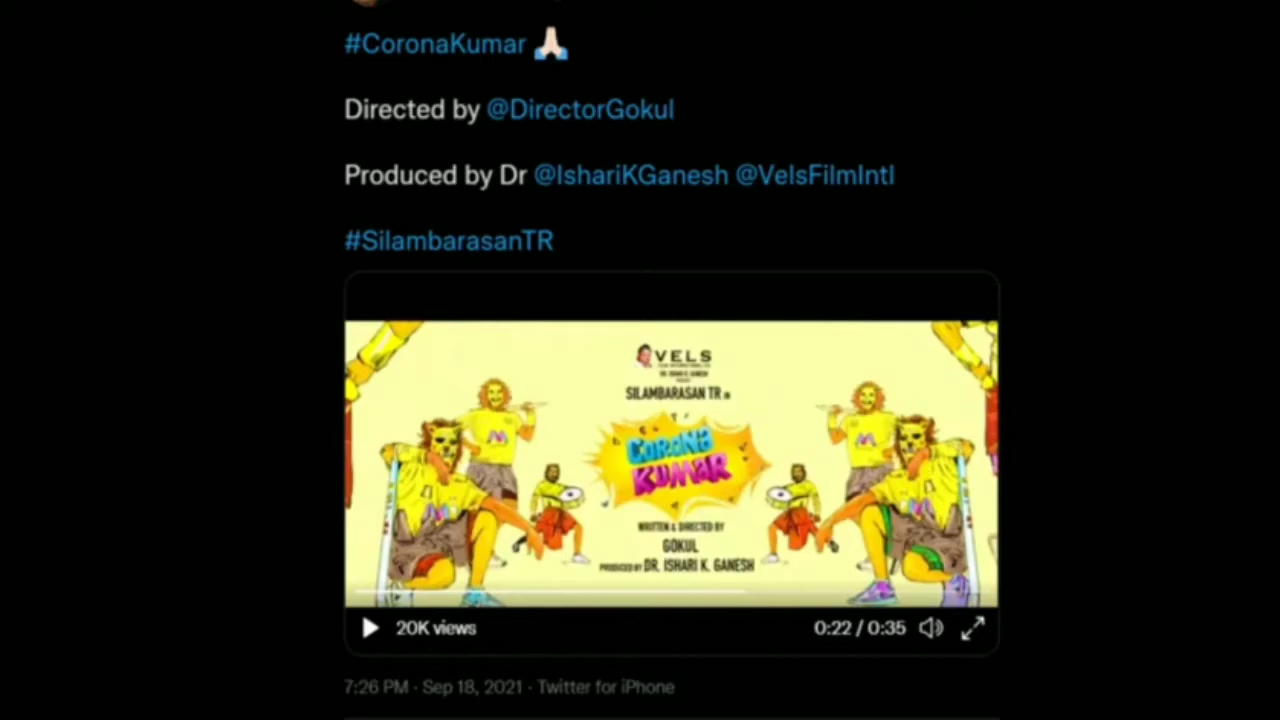 #CoronaKumar 🙏🏻
Directed by @DirectorGokul
Produced by Dr @IshariKGanesh @VelsFilmIntl
#SilambarasanTR
VELS
SILAMBARASAN TR in
CORONA
KUMAR
WRITTEN & DIRECTED BY
GOKUL
PRODUCED BY DR. ISHARI K. GANESH
20K views
0:22 / 0:35
7:26 PM · Sep 18, 2021 · Twitter for iPhone